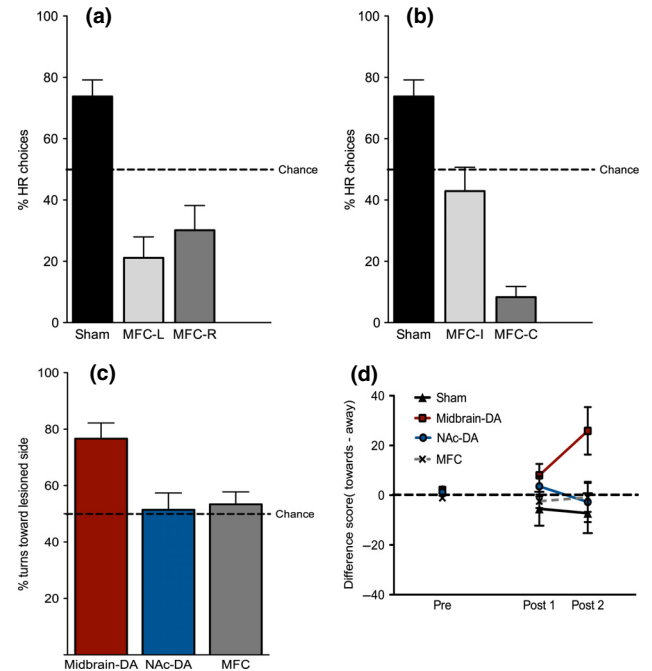 (a)
100
80
60
40
20
0
% HR choices
Chance
Sham MFC-L MFC-R
(b)
100
80
60
40
20
0
% HR choices
Chance
Sham MFC-I MFC-C
(c)
100
80
60
40
20
% turns toward lesioned side
Chance
Midbrain-DA NAc-DA MFC
(d)
40
20
0
−20
−40
Difference score( towards - away)
Sham
Midbrain-DA
NAc-DA
MFC
Pre Post 1 Post 2